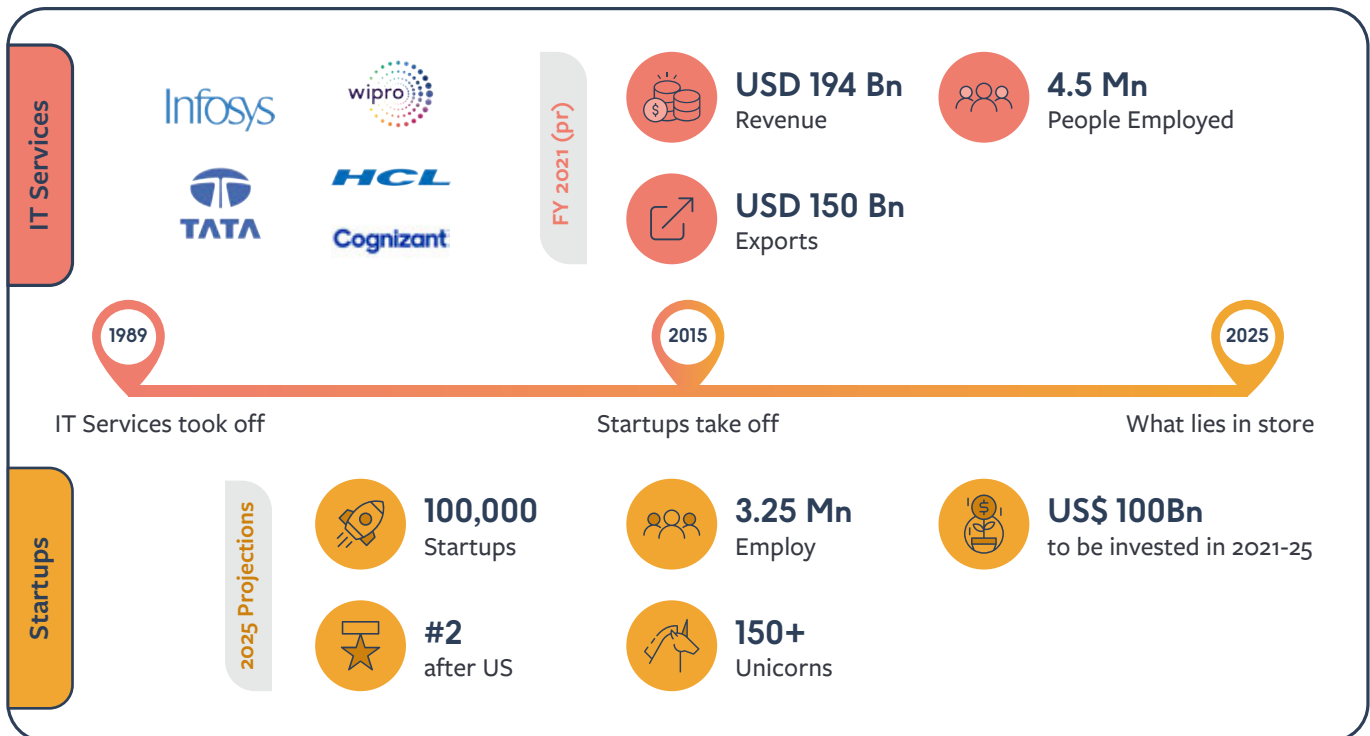 IT Services
Infosys
wipro
TATA
HCL
Cognizant
FY 2021 (pr)
$
USD 194 Bn
Revenue
4.5 Mn
People Employed
USD 150 Bn
Exports
1989
2015
2025
IT Services took off
Startups take off
What lies in store
Startups
2025 Projections
100,000
Startups
3.25 Mn
Employ
$
US$ 100Bn
to be invested in 2021-25
#2
after US
150+
Unicorns